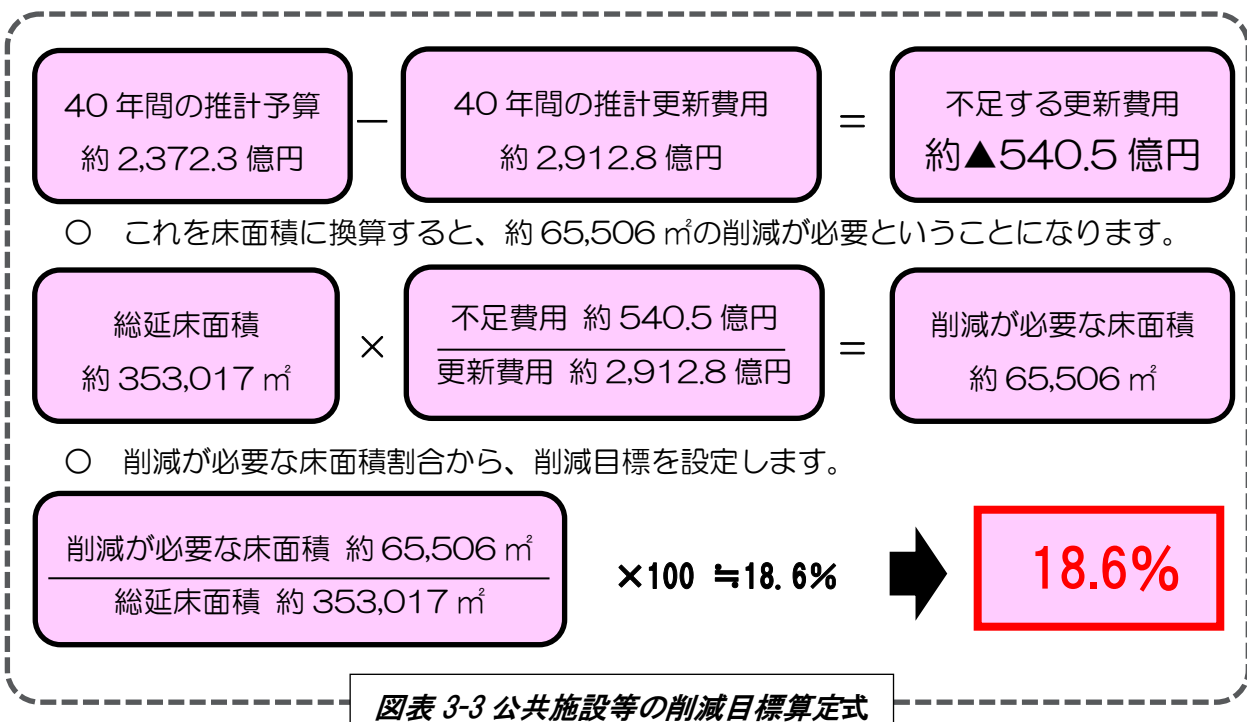 40年間の推計予算 ー 40年間の推計更新費用 ＝ 不足する更新費用
約2,372.3億円 約2,912.8億円 約▲540.5億円
○ これを床面積に換算すると、約65,506㎡の削減が必要ということになります。
総延床面積 × 不足費用 約540.5億円 ＝ 削減が必要な床面積
約353,017㎡ 更新費用 約2,912.8億円 約65,506㎡
○ 削減が必要な床面積割合から、削減目標を設定します。
削減が必要な床面積 約65,506㎡
総延床面積 約353,017㎡
×100 ≒18.6%
18.6%
図表 3-3 公共施設等の削減目標算定式